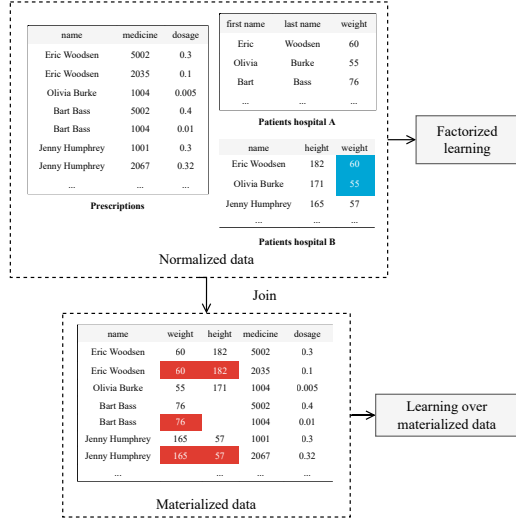 name medicine dosage
Eric Woodsen 5002 0.3
Eric Woodsen 2035 0.1
Olivia Burke 1004 0.005
Bart Bass 5002 0.4
Bart Bass 1004 0.01
Jenny Humphrey 1001 0.3
Jenny Humphrey 2067 0.32
... ... ...
Prescriptions
first name last name weight
Eric Woodsen 60
Olivia Burke 55
Bart Bass 76
... ... ...
Patients hospital A
name height weight
Eric Woodsen 182 60
Olivia Burke 171 55
Jenny Humphrey 165 57
... ... ...
Patients hospital B
Normalized data
Factorized
learning
Join
name weight height medicine dosage
Eric Woodsen 60 182 5002 0.3
Eric Woodsen 60 182 2035 0.1
Olivia Burke 55 171 1004 0.005
Bart Bass 76 5002 0.4
Bart Bass 76 1004 0.01
Jenny Humphrey 165 57 1001 0.3
Jenny Humphrey 165 57 2067 0.32
... ... ...
Materialized data
Learning over
materialized data